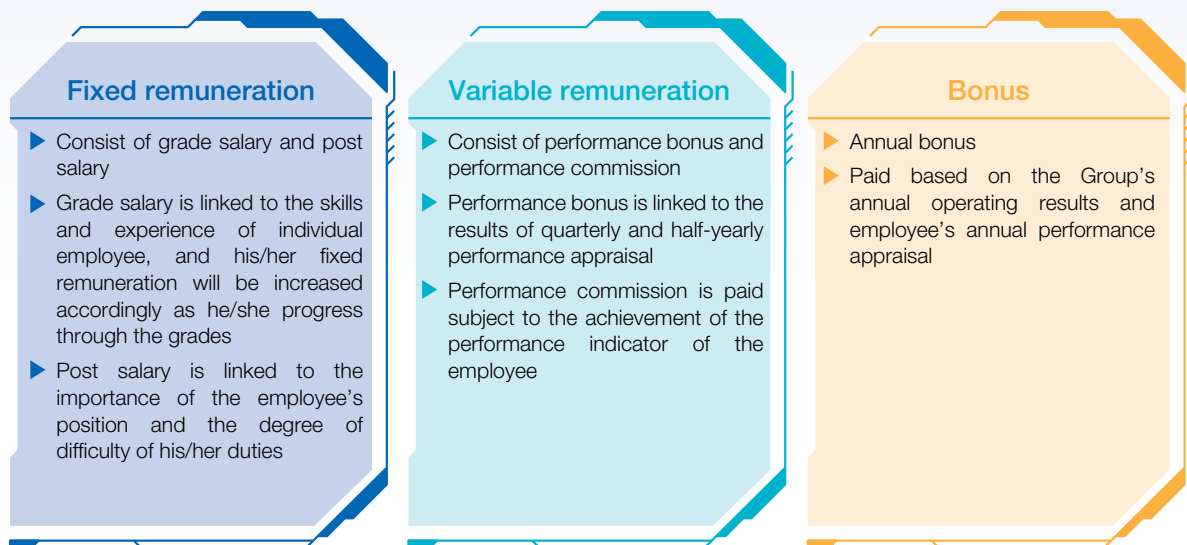 Fixed remuneration
Consist of grade salary and post
salary
Grade salary is linked to the skills
and experience of individual
employee, and his/her fixed
remuneration will be increased
accordingly as he/she progress
through the grades
Post salary is linked to the
importance of the employee's
position and the degree of
difficulty of his/her duties
Variable remuneration
Consist of performance bonus and
performance commission
Performance bonus is linked to the
results of quarterly and half-yearly
performance appraisal
Performance commission is paid
subject to the achievement of the
performance indicator of the
employee
Bonus
Annual bonus
Paid based on the Group's
annual operating results and
employee's annual performance
appraisal